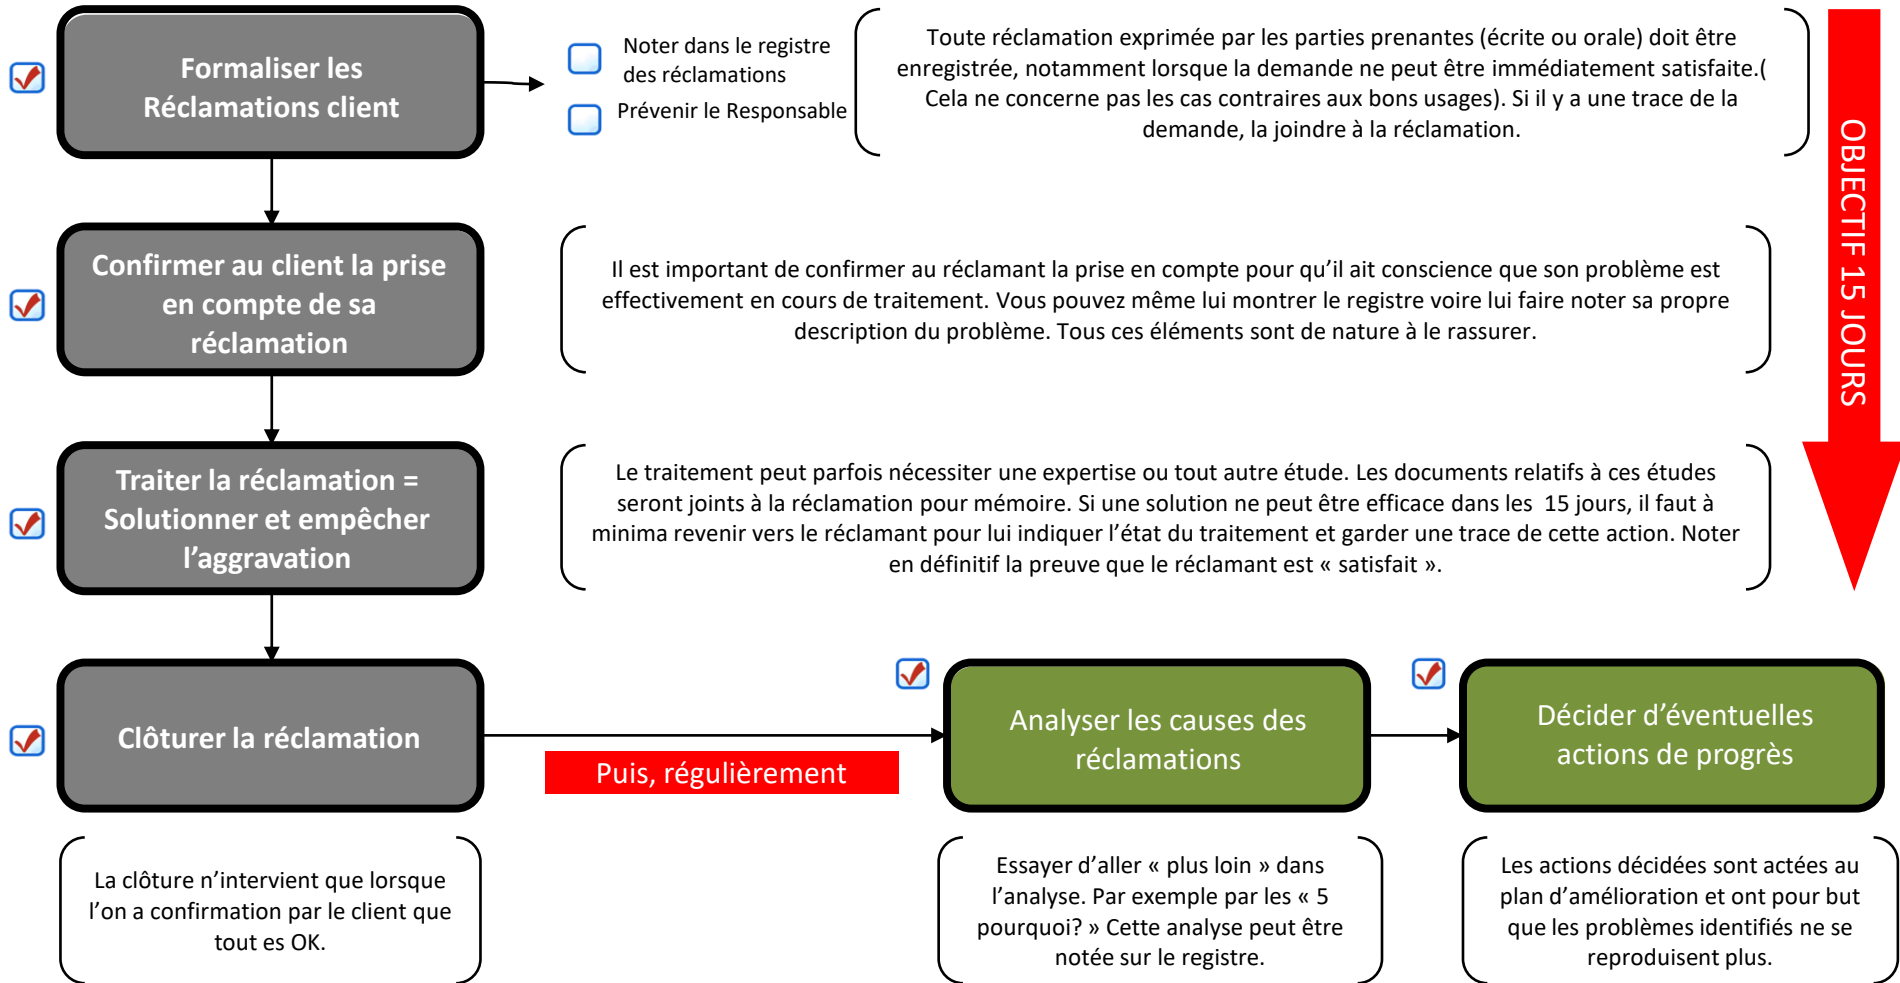 Formaliser les
Réclamations client
Noter dans le registre
des réclamations
Prévenir le Responsable
Toute réclamation exprimée par les parties prenantes (écrite ou orale) doit être
enregistrée, notamment lorsque la demande ne peut être immédiatement satisfaite.(
Cela ne concerne pas les cas contraires aux bons usages). Si il y a une trace de la
demande, la joindre à la réclamation.
OBJECTIF 15 JOURS
Confirmer au client la prise
en compte de sa
réclamation
Il est important de confirmer au réclamant la prise en compte pour qu’il ait conscience que son problème est
effectivement en cours de traitement. Vous pouvez même lui montrer le registre voire lui faire noter sa propre
description du problème. Tous ces éléments sont de nature à le rassurer.
Traiter la réclamation =
Solutionner et empêcher
l’aggravation
Le traitement peut parfois nécessiter une expertise ou tout autre étude. Les documents relatifs à ces études
seront joints à la réclamation pour mémoire. Si une solution ne peut être efficace dans les 15 jours, il faut à
minima revenir vers le réclamant pour lui indiquer l’état du traitement et garder une trace de cette action. Noter
en définitif la preuve que le réclamant est « satisfait ».
Clôturer la réclamation
Puis, régulièrement
Analyser les causes des
réclamations
Décider d’éventuelles
actions de progrès
La clôture n’intervient que lorsque
l’on a confirmation par le client que
tout es OK.
Essayer d’aller « plus loin » dans
l’analyse. Par exemple par les « 5
pourquoi? » Cette analyse peut être
notée sur le registre.
Les actions décidées sont actées au
plan d’amélioration et ont pour but
que les problèmes identifiés ne se
reproduisent plus.